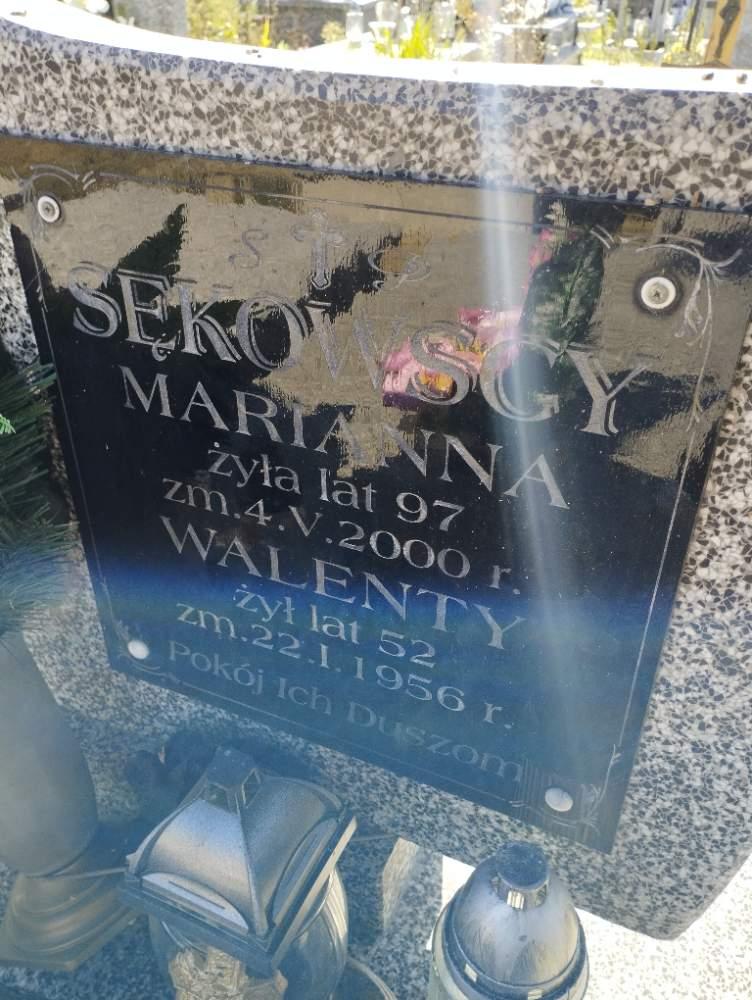 Ś † P
SĘKOWSCY
MARIANNA
żyła lat 97
zm. 4.V.2000 r.
WALENTY
żył lat 52
zm. 22.I.1956 r.
Pokój Ich Duszom